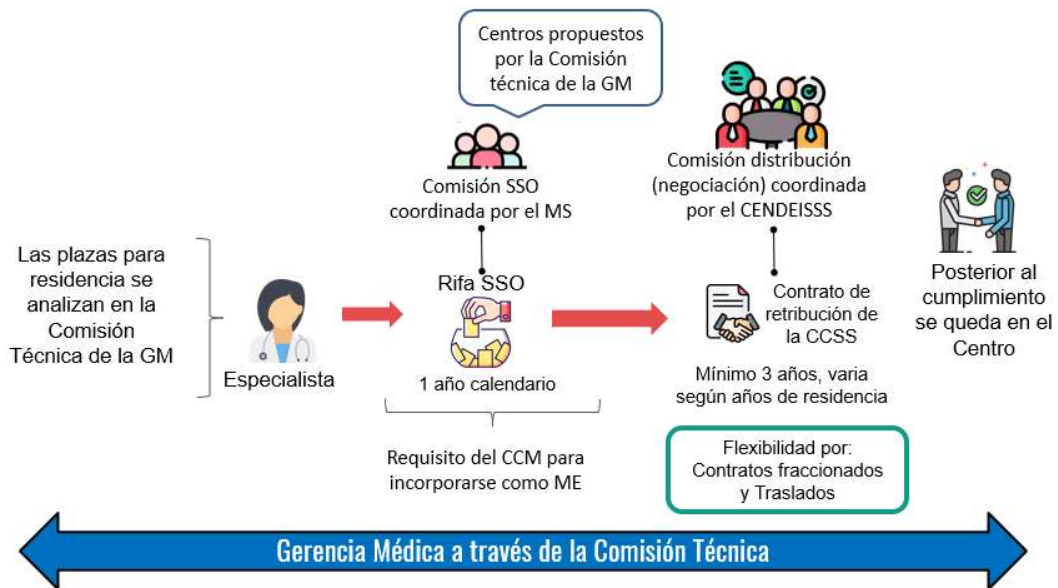 Las plazas para
residencia se
analizan en la
Comisión
Técnica de la GM
Especialista
Centros propuestos
por la Comisión
técnica de la GM
Comisión SSO
coordinada por el MS
Rifa SSO
1 año calendario
Requisito del CCM para
incorporarse como ME
Comisión distribución
(negociación) coordinada
por el CENDEISSS
Contrato de
retribución de
la CCSS
Mínimo 3 años, varia
según años de residencia
Flexibilidad por:
Contratos fraccionados
y Traslados
Posterior al
cumplimiento
se queda en el
Centro
Gerencia Médica a través de la Comisión Técnica